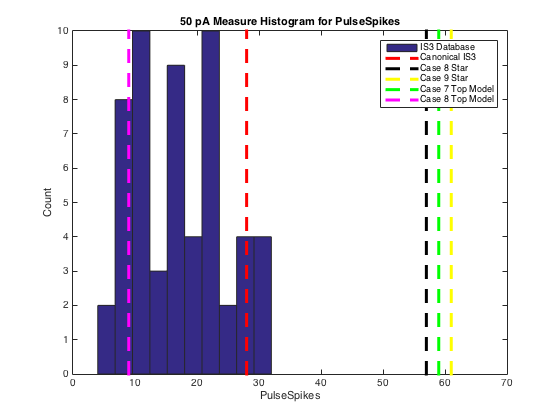 50 pA Measure Histogram for PulseSpikes
IS3 Database
Canonical IS3
Case 8 Star
Case 9 Star
Case 7 Top Model
Case 8 Top Model
Count
10
9
8
7
6
5
4
3
2
1
0
0 10 20 30 40 50 60 70
PulseSpikes